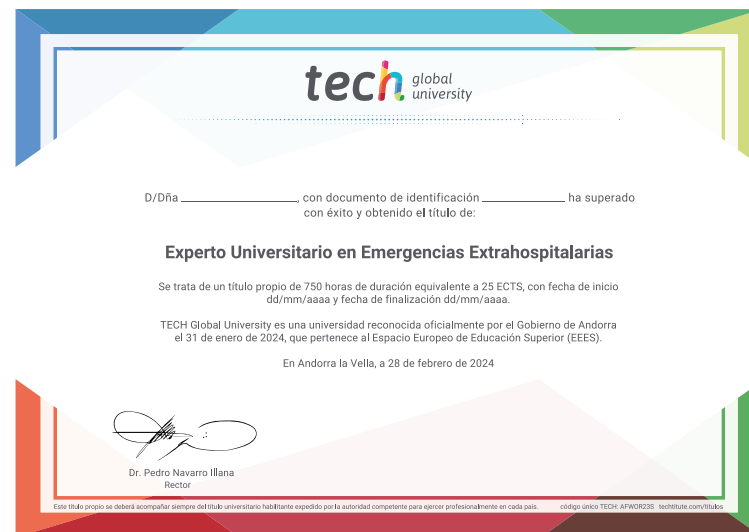 tech global university
D/Dña ____________, con documento de identificación ____________ ha superado
con éxito y obtenido el título de:
Experto Universitario en Emergencias Extrahospitalarias
Se trata de un título propio de 750 horas de duración equivalente a 25 ECTS, con fecha de inicio
dd/mm/aaaa y fecha de finalización dd/mm/aaaa.
TECH Global University es una universidad reconocida oficialmente por el Gobierno de Andorra
el 31 de enero de 2024, que pertenece al Espacio Europeo de Educación Superior (EEES).
En Andorra la Vella, a 28 de febrero de 2024
Dr. Pedro Navarro Illana
Rector
Este título propio se deberá acompañar siempre del título universitario habilitante expedido por la autoridad competente para ejercer profesionalmente en cada país. código único TECH: AFWOR23S techtitute.com/titulos